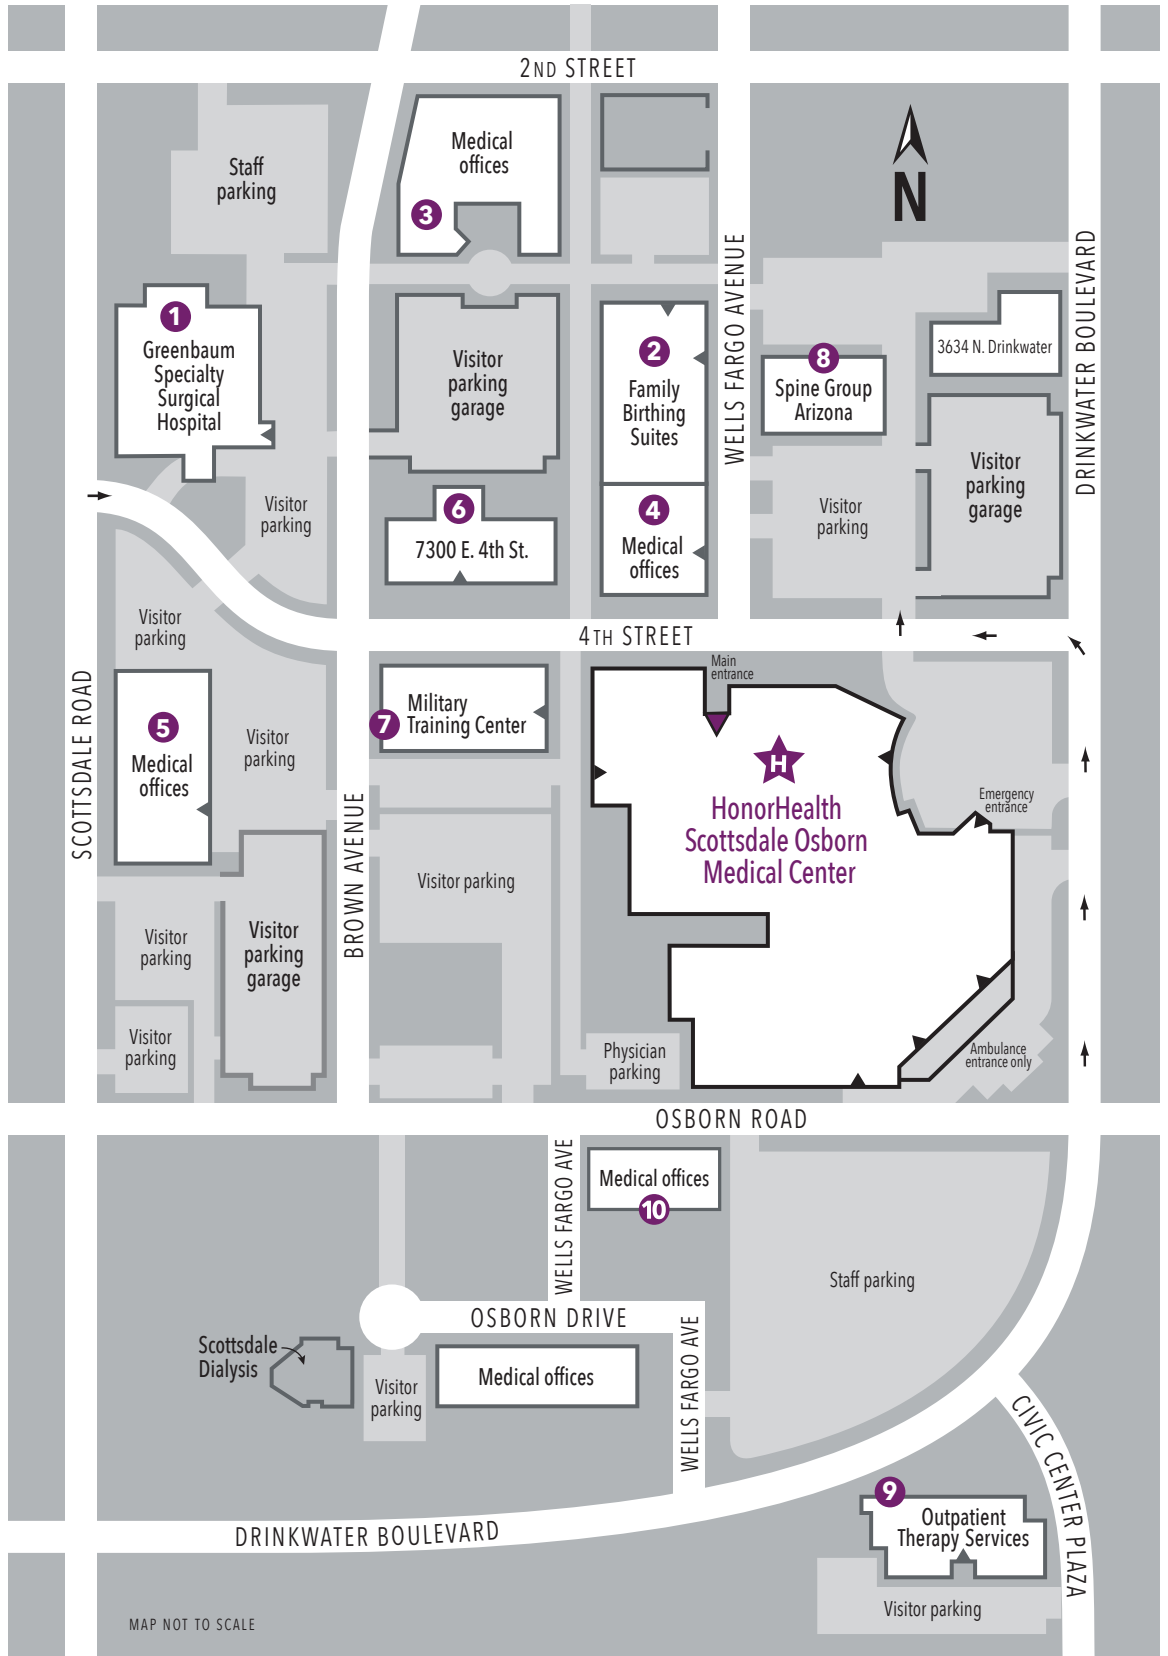 2ND STREET
Medical
offices
3
Staff
parking
N
WELLS FARGO AVENUE
DRINKWATER BOULEVARD
1
Greenbaum
Specialty
Surgical
Hospital
Visitor
parking
garage
2
Family
Birthing
Suites
8
Spine Group
Arizona
3634 N. Drinkwater
Visitor
parking
garage
Visitor
parking
6
7300 E. 4th St.
4
Medical
offices
Visitor
parking
Visitor
parking
4TH STREET
SCOTTSDALE ROAD
5
Medical
offices
Visitor
parking
7
Military
Training Center
Main
entrance
H
HonorHealth
Scottsdale Osborn
Medical Center
Emergency
entrance
BROWN AVENUE
Visitor parking
Visitor
parking
Visitor
parking
garage
Visitor
parking
Physician
parking
Ambulance
entrance only
OSBORN ROAD
WELLS FARGO AVE
Medical offices
10
Staff parking
OSBORN DRIVE
Scottsdale
Dialysis
Visitor
parking
Medical offices
WELLS FARGO AVE
CIVIC CENTER PLAZA
9
Outpatient
Therapy Services
DRINKWATER BOULEVARD
Visitor parking
MAP NOT TO SCALE